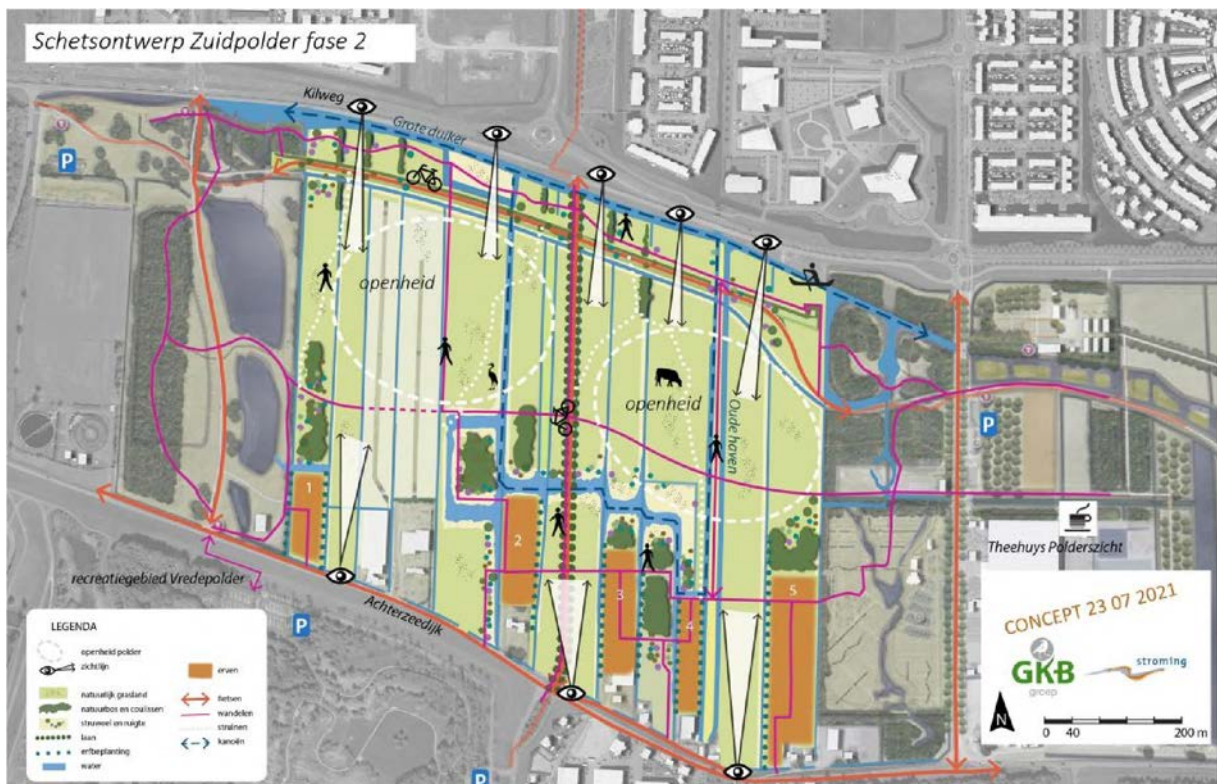 Schetsontwerp Zuidpolder fase 2
Kilweg
Grote duiker
P
openheid
openheid
Oude haven
P
1
2
3
4
5
Theehuys Polderszicht
recreatiegebied Vredepolder
Achterzeedijk
P
P
LEGENDA
openheid polder
zichtlijn
natuurlijk grasland
natuurbos en coulissen
struweel en ruigte
laan
erfbeplanting
water
erven
fietsen
wandelen
struinen
kanoën
CONCEPT 23 07 2021
GKB
groep
stroming
N
0 40 200 m